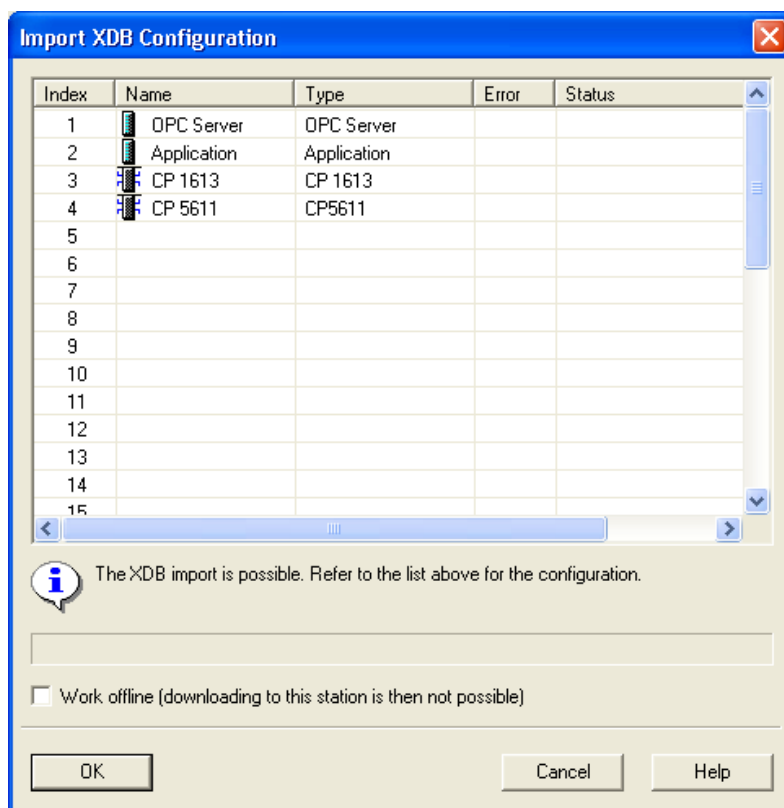 Import XDB Configuration
Index Name Type Error Status
1 OPC Server OPC Server
2 Application Application
3 CP 1613 CP 1613
4 CP 5611 CP5611
5
6
7
8
9
10
11
12
13
14
15
The XDB import is possible. Refer to the list above for the configuration.
Work offline (downloading to this station is then not possible)
OK Cancel Help